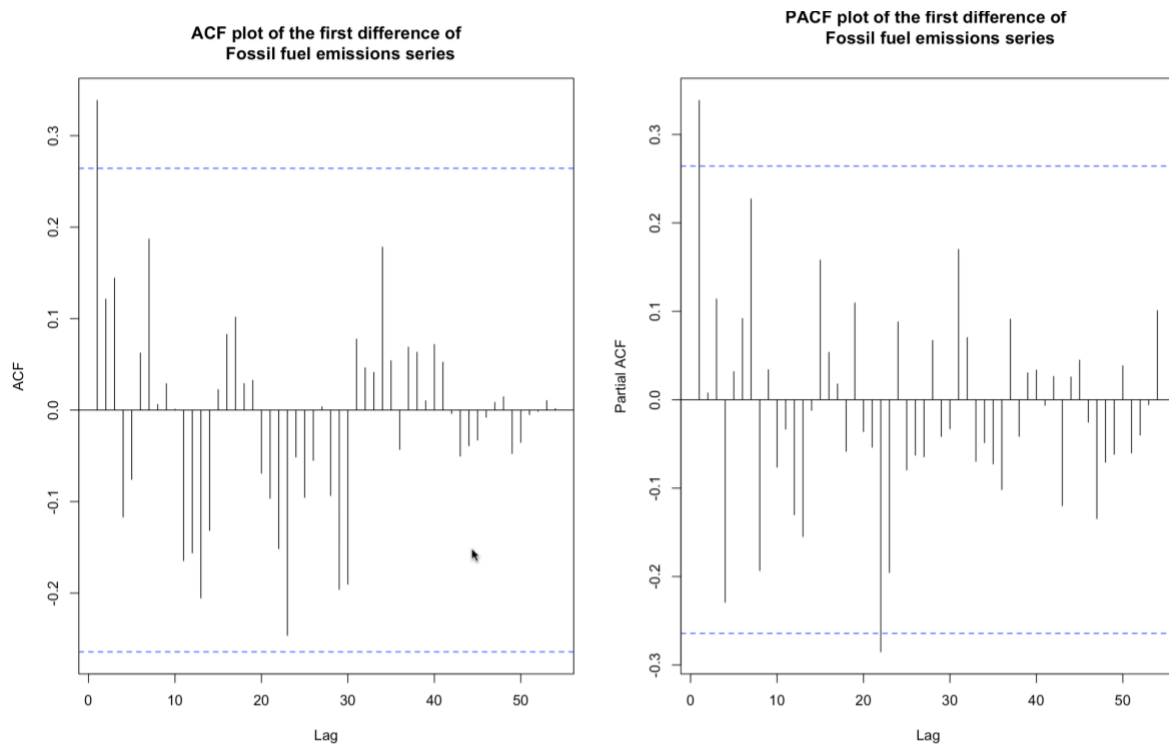 ACF plot of the first difference of
Fossil fuel emissions series
ACF
0.3
0.2
0.1
0.0
-0.1
-0.2
0 10 20 30 40 50
Lag
PACF plot of the first difference of
Fossil fuel emissions series
Partial ACF
0.3
0.2
0.1
0.0
-0.1
-0.2
-0.3
0 10 20 30 40 50
Lag